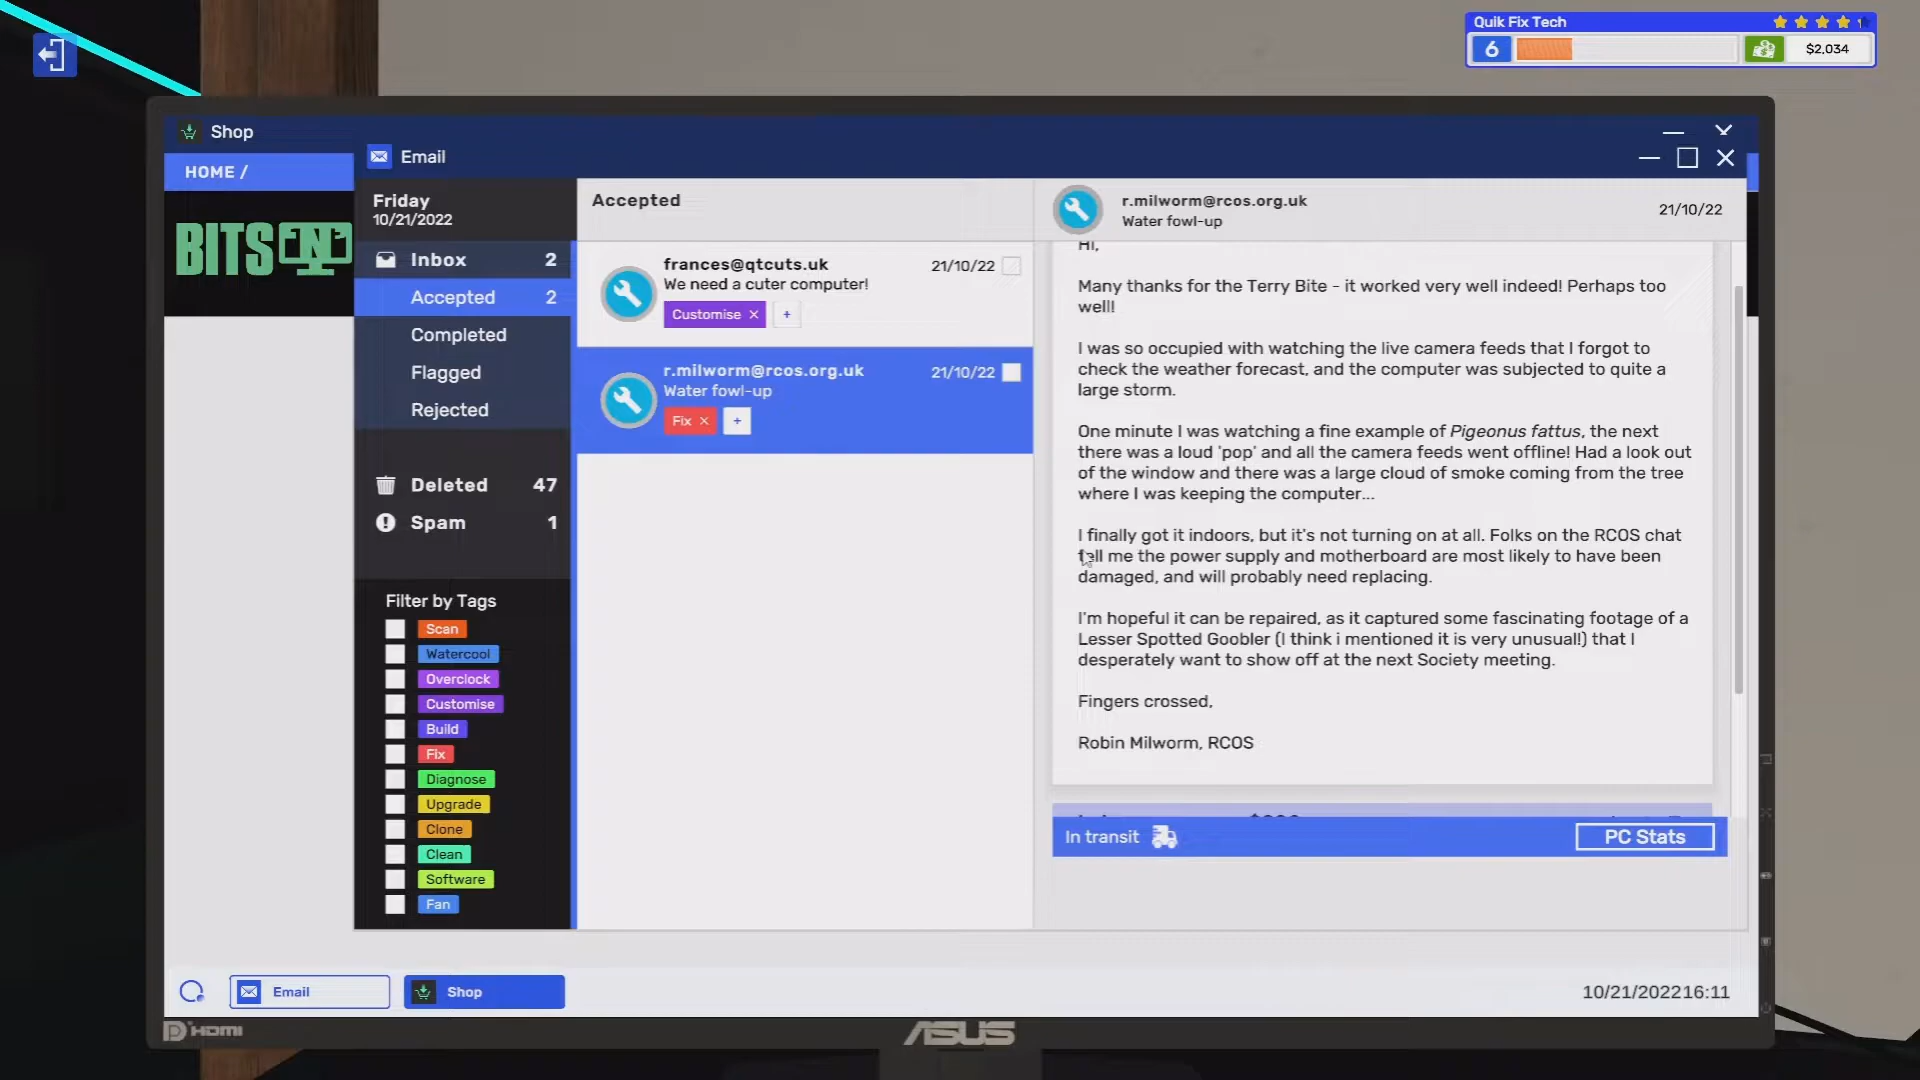 Quik Fix Tech
6
$2,034
Shop
HOME /
BITS
Email
Friday
10/21/2022
Inbox 2
Accepted 2
Completed
Flagged
Rejected
Deleted 47
Spam 1
Filter by Tags
Scan
Watercool
Overclock
Customise
Build
Fix
Diagnose
Upgrade
Clone
Clean
Software
Fan
Accepted
frances@qtcuts.uk 21/10/22
We need a cuter computer!
Customise × +
r.milworm@rcos.org.uk 21/10/22
Water fowl-up
Fix × +
r.milworm@rcos.org.uk
Water fowl-up
21/10/22
Hi,
Many thanks for the Terry Bite - it worked very well indeed! Perhaps too
well!
I was so occupied with watching the live camera feeds that I forgot to
check the weather forecast, and the computer was subjected to quite a
large storm.
One minute I was watching a fine example of Pigeonus fattus, the next
there was a loud 'pop' and all the camera feeds went offline! Had a look out
of the window and there was a large cloud of smoke coming from the tree
where I was keeping the computer...
I finally got it indoors, but it's not turning on at all. Folks on the RCOS chat
tell me the power supply and motherboard are most likely to have been
damaged, and will probably need replacing.
I'm hopeful it can be repaired, as it captured some fascinating footage of a
Lesser Spotted Goobler (I think i mentioned it is very unusual!) that I
desperately want to show off at the next Society meeting.
Fingers crossed,
Robin Milworm, RCOS
In transit
PC Stats
Email
Shop
10/21/2022 16:11
HDMI
ASUS